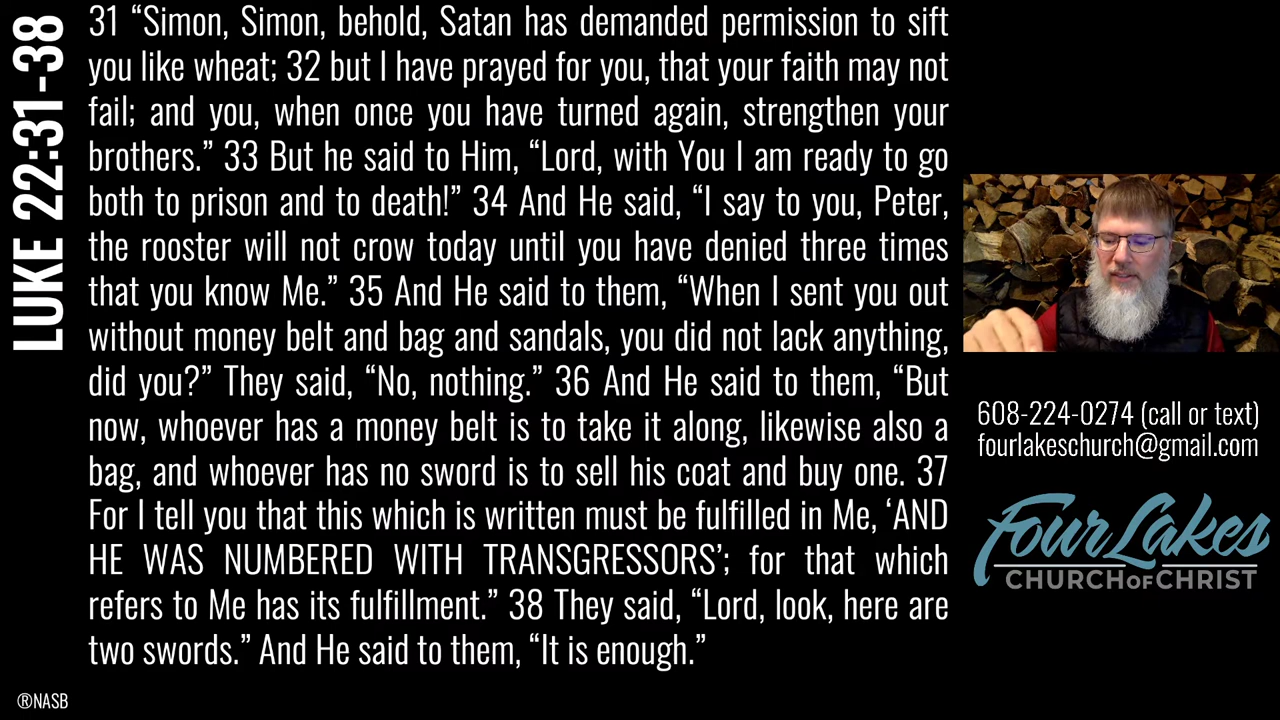 LUKE 22:31-38
31 “Simon, Simon, behold, Satan has demanded permission to sift
you like wheat; 32 but I have prayed for you, that your faith may not
fail; and you, when once you have turned again, strengthen your
brothers.” 33 But he said to Him, “Lord, with You I am ready to go
both to prison and to death!” 34 And He said, “I say to you, Peter,
the rooster will not crow today until you have denied three times
that you know Me.” 35 And He said to them, “When I sent you out
without money belt and bag and sandals, you did not lack anything,
did you?” They said, “No, nothing.” 36 And He said to them, “But
now, whoever has a money belt is to take it along, likewise also a
bag, and whoever has no sword is to sell his coat and buy one. 37
For I tell you that this which is written must be fulfilled in Me, ‘AND
HE WAS NUMBERED WITH TRANSGRESSORS’; for that which
refers to Me has its fulfillment.” 38 They said, “Lord, look, here are
two swords.” And He said to them, “It is enough.”
®NASB
608-224-0274 (call or text)
fourlakeschurch@gmail.com
Four Lakes
CHURCH OF CHRIST